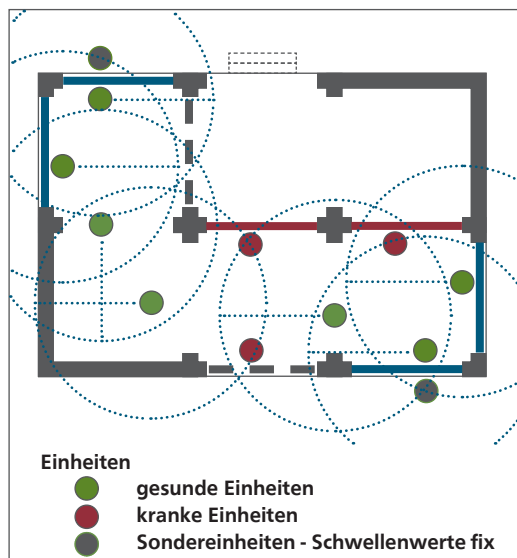 Einheiten
gesunde Einheiten
kranke Einheiten
Sondereinheiten - Schwellenwerte fix